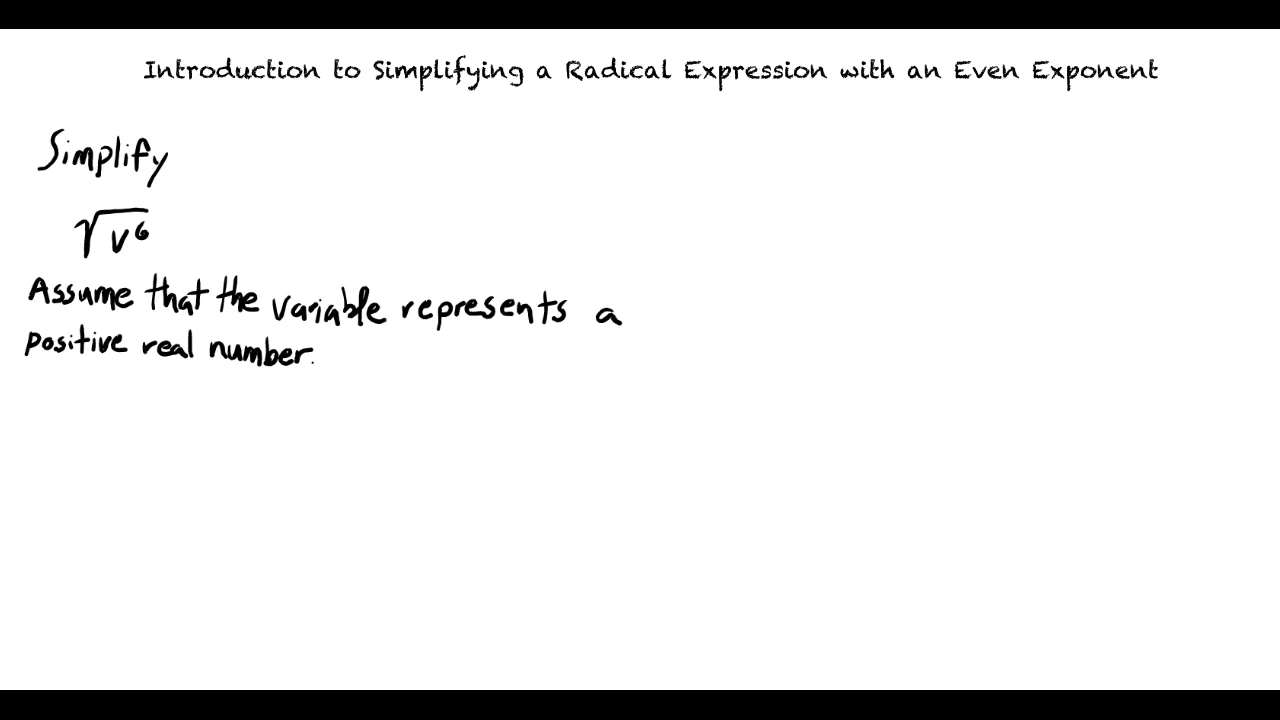 Introduction to Simplifying a Radical Expression with an Even Exponent
Simplify
√v⁶
Assume that the variable represents a
positive real number.